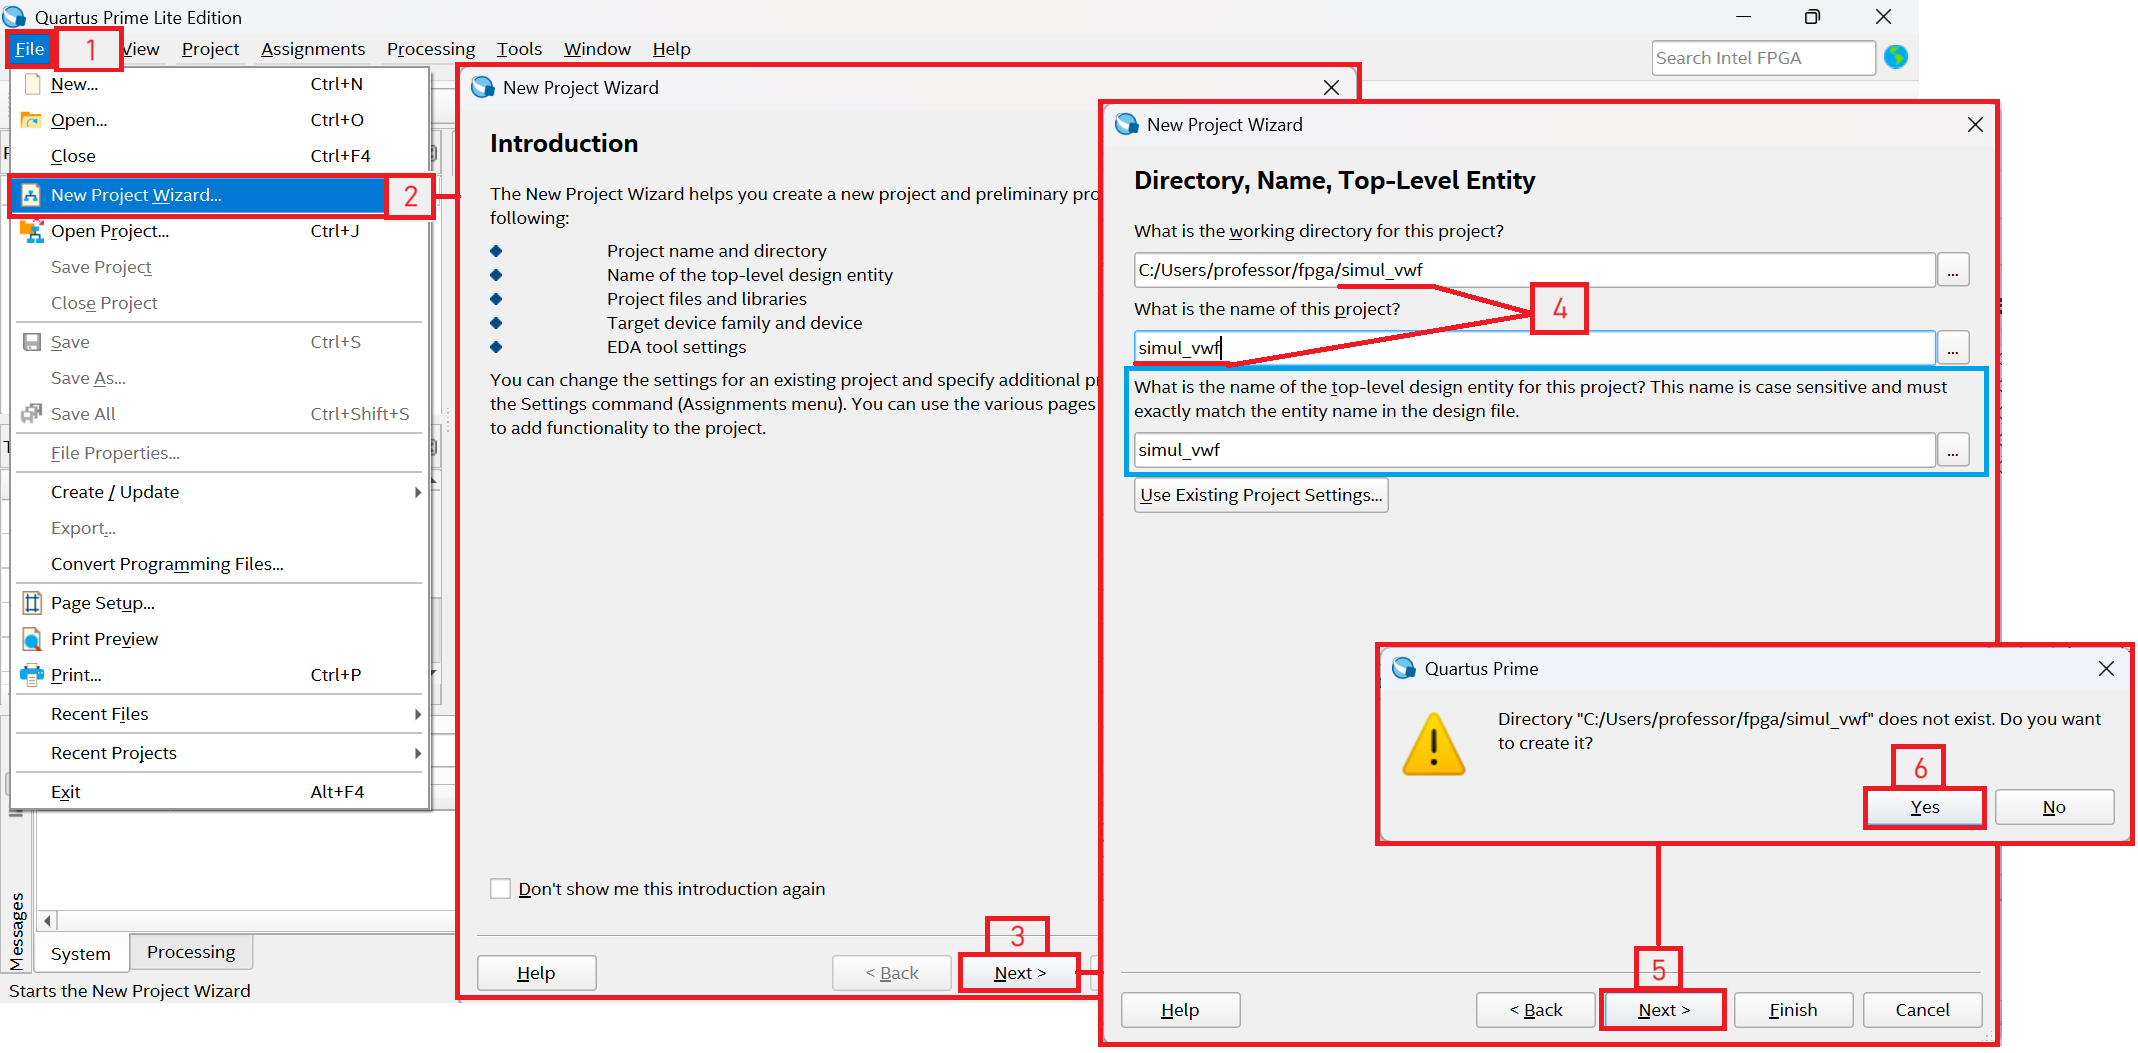 Quartus Prime Lite Edition
File
1
View
Project
Assignments
Processing
Tools
Window
Help
Search Intel FPGA
New... Ctrl+N
Open... Ctrl+O
Close Ctrl+F4
New Project Wizard...
2
Open Project... Ctrl+J
Save Project
Close Project
Save Ctrl+S
Save As...
Save All Ctrl+Shift+S
File Properties...
Create / Update
Export...
Convert Programming Files...
Page Setup...
Print Preview
Print... Ctrl+P
Recent Files
Recent Projects
Exit Alt+F4
Messages
System
Processing
Starts the New Project Wizard
New Project Wizard
Introduction
The New Project Wizard helps you create a new project and preliminary pro
following:
Project name and directory
Name of the top-level design entity
Project files and libraries
Target device family and device
EDA tool settings
You can change the settings for an existing project and specify additional p
the Settings command (Assignments menu). You can use the various pages
to add functionality to the project.
Don't show me this introduction again
3
Help
< Back
Next >
New Project Wizard
Directory, Name, Top-Level Entity
What is the working directory for this project?
C:/Users/professor/fpga/simul_vwf
...
What is the name of this project?
4
simul_vwf
...
What is the name of the top-level design entity for this project? This name is case sensitive and must
exactly match the entity name in the design file.
simul_vwf
...
Use Existing Project Settings...
Quartus Prime
Directory "C:/Users/professor/fpga/simul_vwf" does not exist. Do you want
to create it?
6
Yes
No
5
Help
< Back
Next >
Finish
Cancel